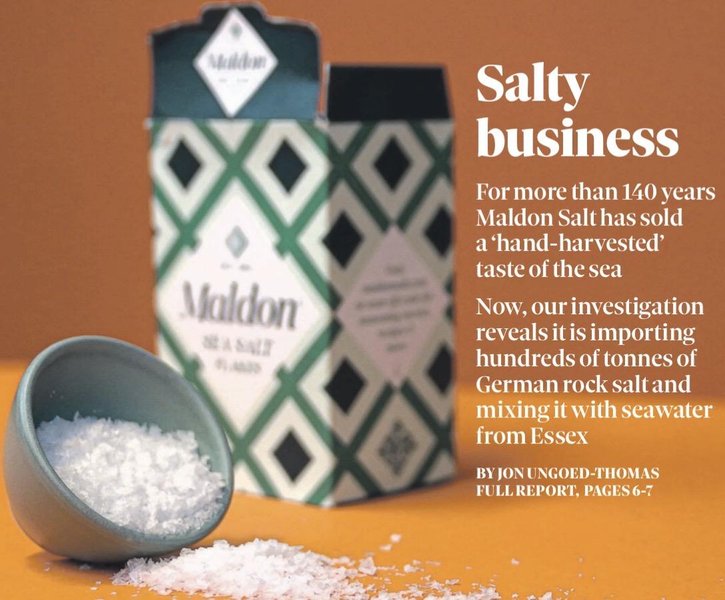 Maldon
Maldon
SEA SALT
FLAKES
Salty
business
For more than 140 years
Maldon Salt has sold
a ‘hand-harvested’
taste of the sea
Now, our investigation
reveals it is importing
hundreds of tonnes of
German rock salt and
mixing it with seawater
from Essex
BY JON UNGOED-THOMAS
FULL REPORT, PAGES 6-7